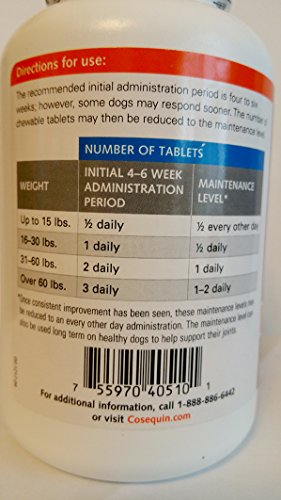 Directions for use:
The recommended initial administration period is four to six
weeks; however, some dogs may respond sooner. The number of
chewable tablets may then be reduced to the maintenance level.
NUMBER OF TABLETS
WEIGHT INITIAL 4–6 WEEK ADMINISTRATION PERIOD MAINTENANCE LEVEL*
Up to 15 lbs. ½ daily ½ every other day
16-30 lbs. 1 daily ½ daily
31-60 lbs. 2 daily 1 daily
Over 60 lbs. 3 daily 1–2 daily
*Once consistent improvement has been seen, these maintenance levels may
be reduced to an every other day administration. The maintenance level can
also be used long term on healthy dogs to help support their joints.
7 55970 40510 1
For additional information, call 1-888-886-6442
or visit Cosequin.com